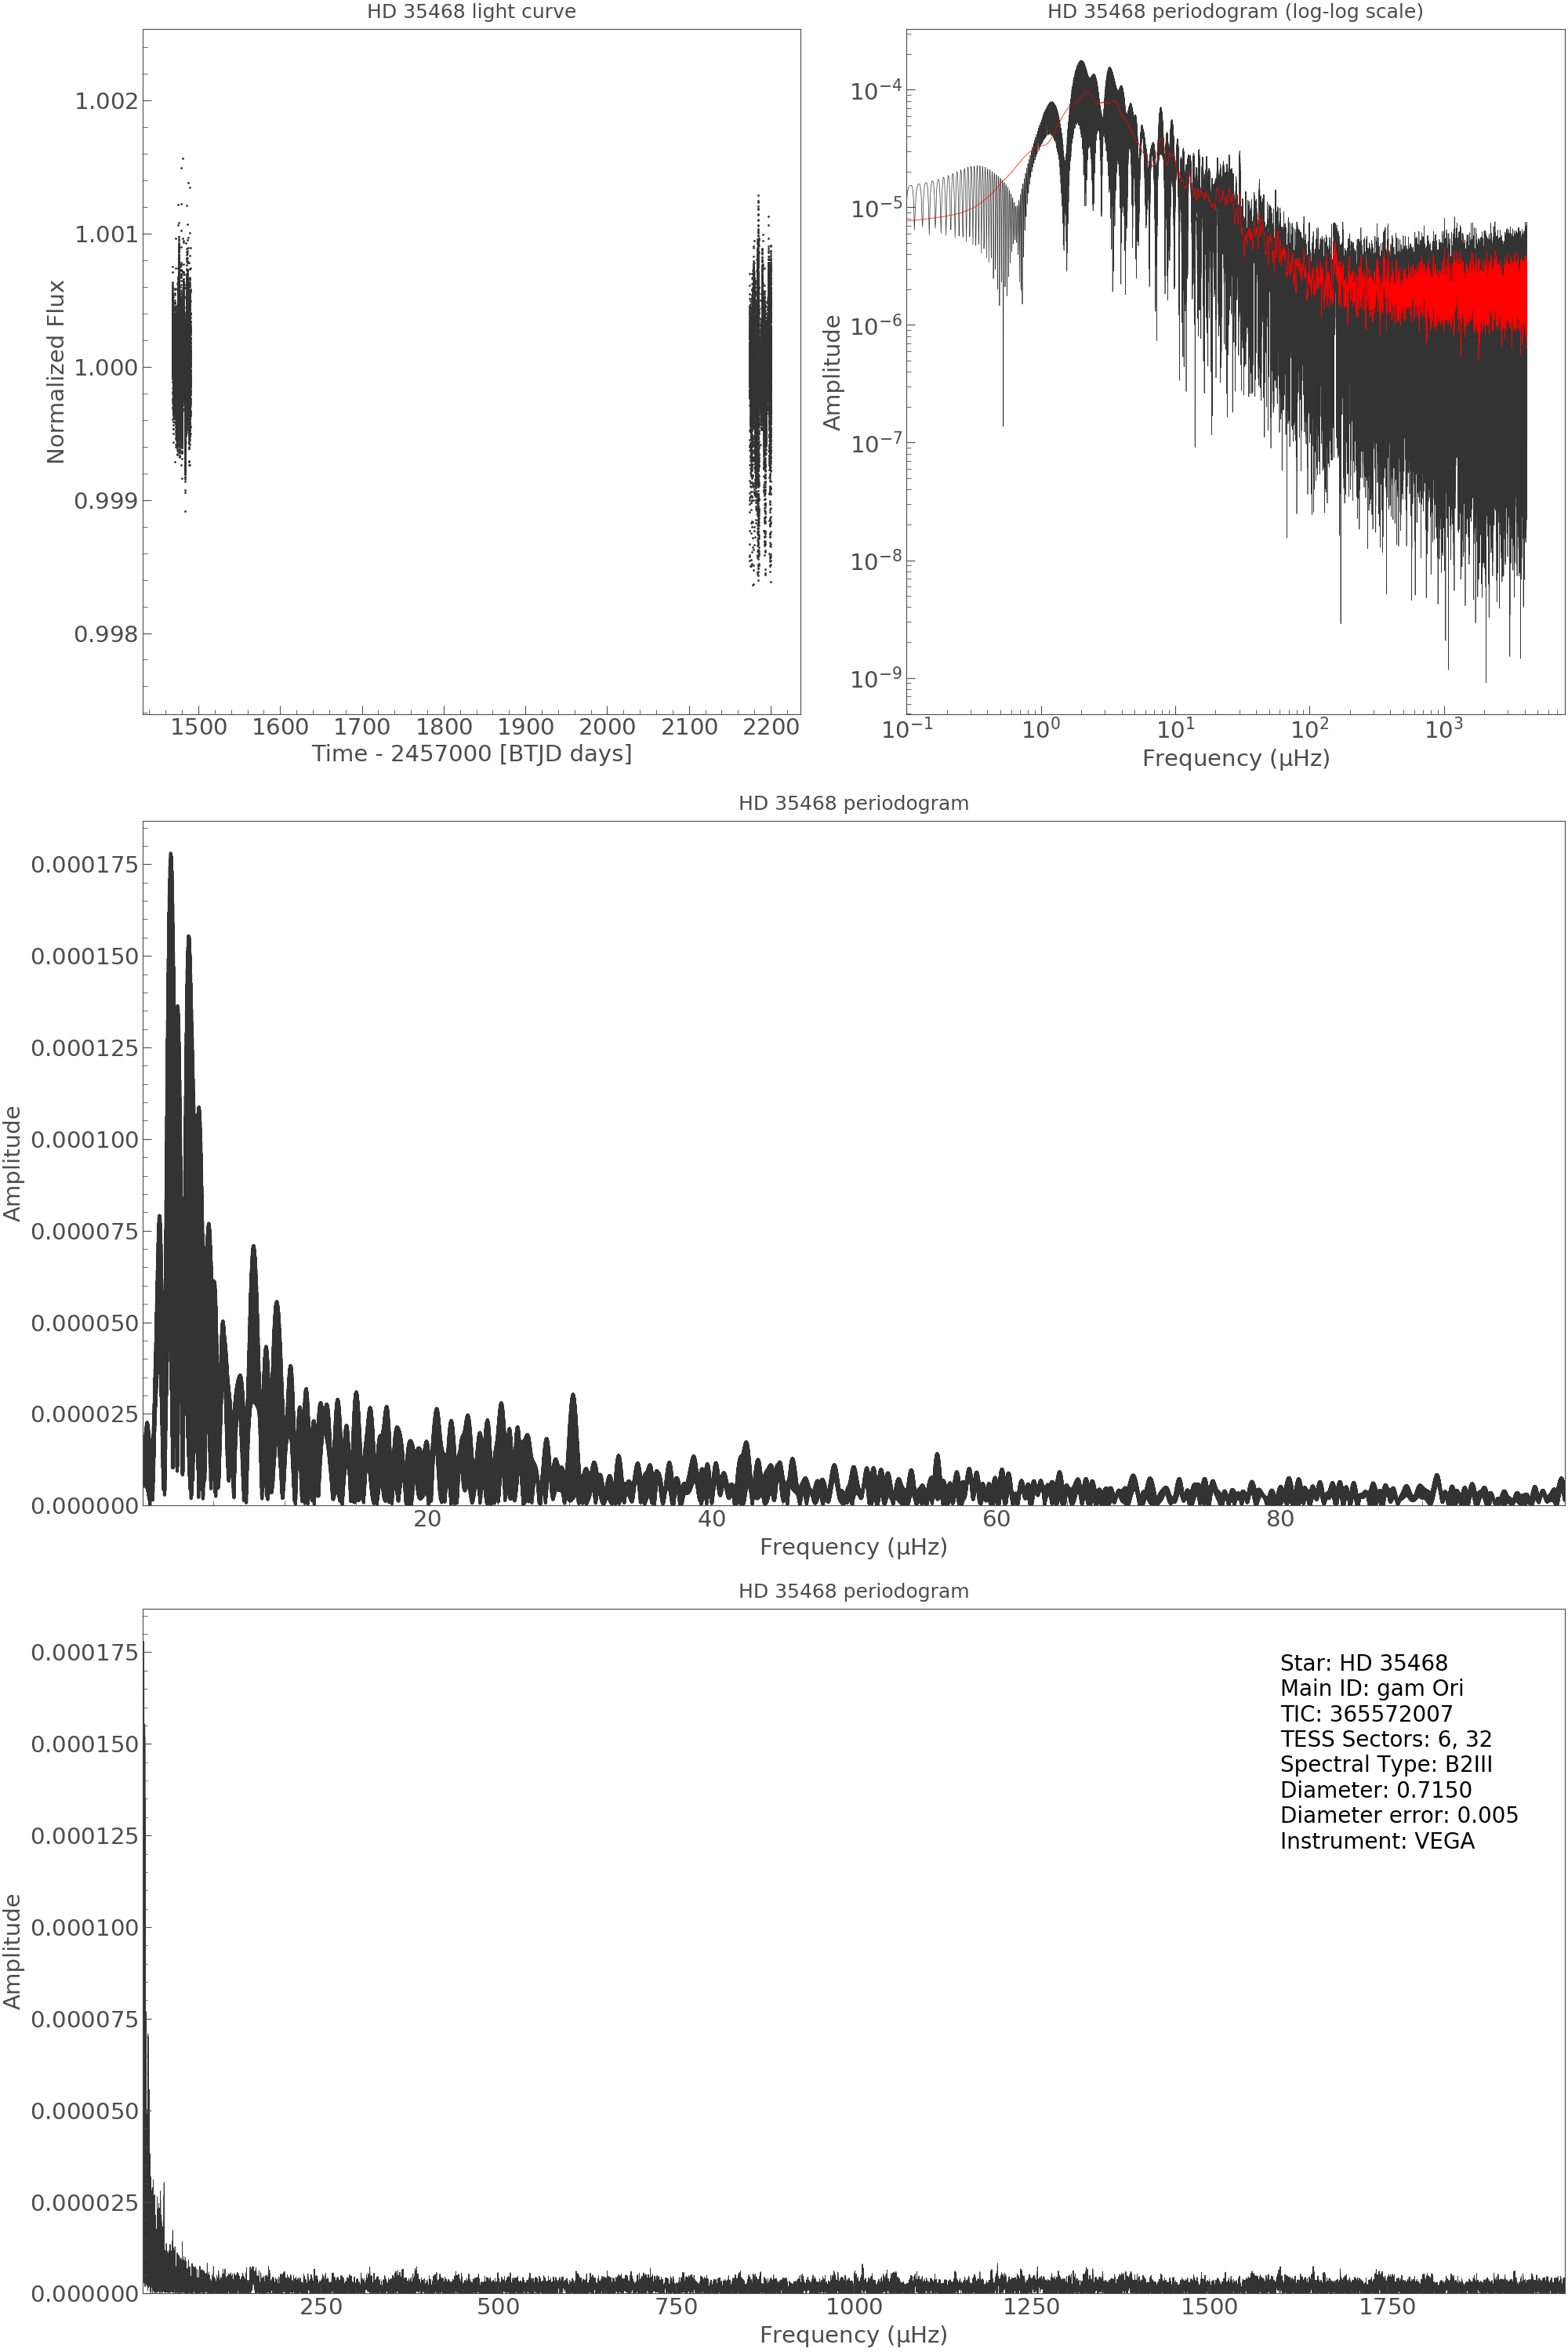 HD 35468 light curve
1.002
1.001
1.000
0.999
0.998
Normalized Flux
1500 1600 1700 1800 1900 2000 2100 2200
Time - 2457000 [BTJD days]
HD 35468 periodogram (log-log scale)
10⁻⁴
10⁻⁵
10⁻⁶
10⁻⁷
10⁻⁸
10⁻⁹
Amplitude
10⁻¹ 10⁰ 10¹ 10² 10³
Frequency (μHz)
HD 35468 periodogram
0.000175
0.000150
0.000125
0.000100
0.000075
0.000050
0.000025
0.000000
Amplitude
20 40 60 80
Frequency (μHz)
HD 35468 periodogram
0.000175
0.000150
0.000125
0.000100
0.000075
0.000050
0.000025
0.000000
Amplitude
Star: HD 35468
Main ID: gam Ori
TIC: 365572007
TESS Sectors: 6, 32
Spectral Type: B2III
Diameter: 0.7150
Diameter error: 0.005
Instrument: VEGA
250 500 750 1000 1250 1500 1750
Frequency (μHz)